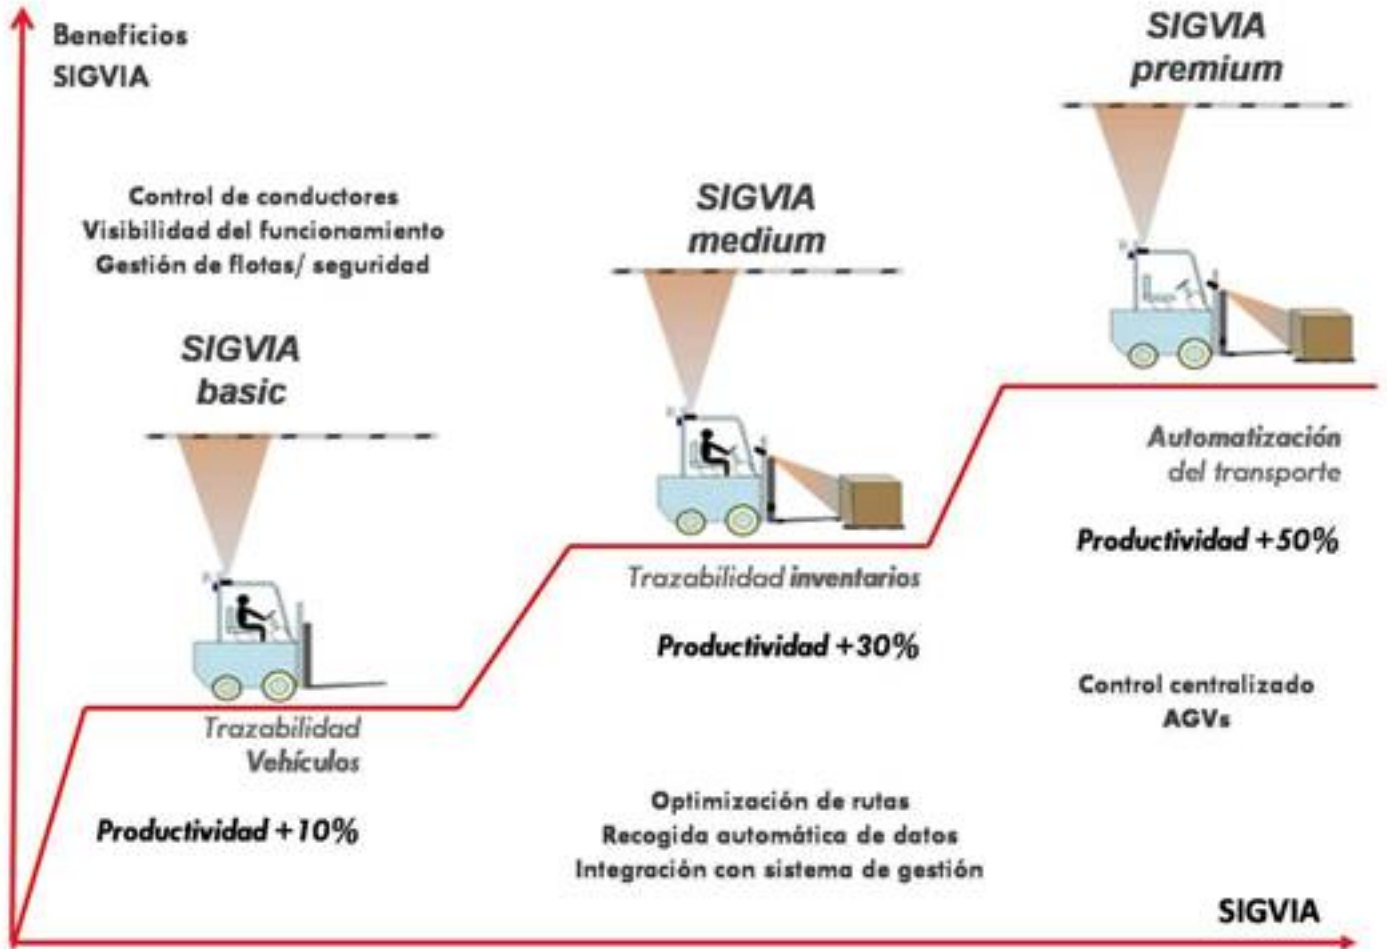 Beneficios
SIGVIA
Control de conductores
Visibilidad del funcionamiento
Gestión de flotas/ seguridad
SIGVIA
basic
Trazabilidad
Vehículos
Productividad +10%
SIGVIA
medium
Trazabilidad inventarios
Productividad +30%
Optimización de rutas
Recogida automática de datos
Integración con sistema de gestión
SIGVIA
premium
Automatización
del transporte
Productividad +50%
Control centralizado
AGVs
SIGVIA